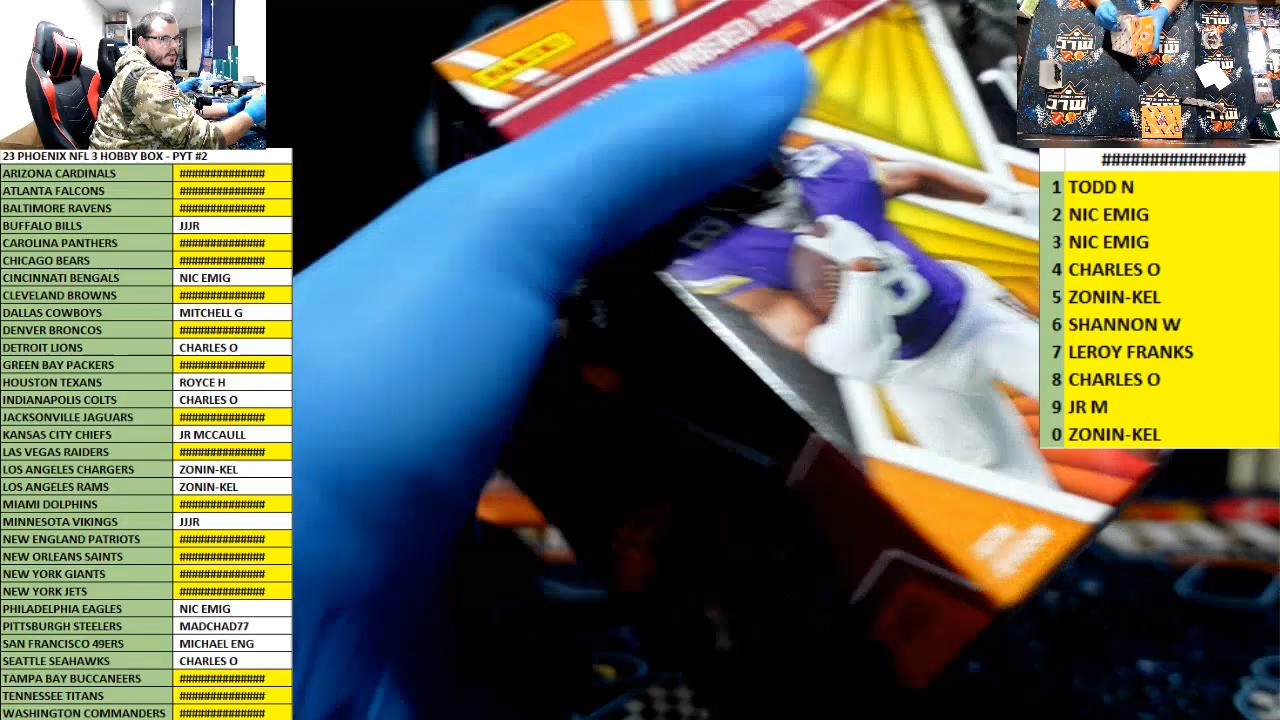 23 PHOENIX NFL 3 HOBBY BOX - PYT #2
ARIZONA CARDINALS ##############
ATLANTA FALCONS ##############
BALTIMORE RAVENS ##############
BUFFALO BILLS JJJR
CAROLINA PANTHERS ##############
CHICAGO BEARS ##############
CINCINNATI BENGALS NIC EMIG
CLEVELAND BROWNS ##############
DALLAS COWBOYS MITCHELL G
DENVER BRONCOS ##############
DETROIT LIONS CHARLES O
GREEN BAY PACKERS ##############
HOUSTON TEXANS ROYCE H
INDIANAPOLIS COLTS CHARLES O
JACKSONVILLE JAGUARS ##############
KANSAS CITY CHIEFS JR MCCAULL
LAS VEGAS RAIDERS ##############
LOS ANGELES CHARGERS ZONIN-KEL
LOS ANGELES RAMS ZONIN-KEL
MIAMI DOLPHINS ##############
MINNESOTA VIKINGS JJJR
NEW ENGLAND PATRIOTS ##############
NEW ORLEANS SAINTS ##############
NEW YORK GIANTS ##############
NEW YORK JETS ##############
PHILADELPHIA EAGLES NIC EMIG
PITTSBURGH STEELERS MADCHAD77
SAN FRANCISCO 49ERS MICHAEL ENG
SEATTLE SEAHAWKS CHARLES O
TAMPA BAY BUCCANEERS ##############
TENNESSEE TITANS ##############
WASHINGTON COMMANDERS ##############
PANINI
NUMBERED
###############
1 TODD N
2 NIC EMIG
3 NIC EMIG
4 CHARLES O
5 ZONIN-KEL
6 SHANNON W
7 LEROY FRANKS
8 CHARLES O
9 JR M
0 ZONIN-KEL